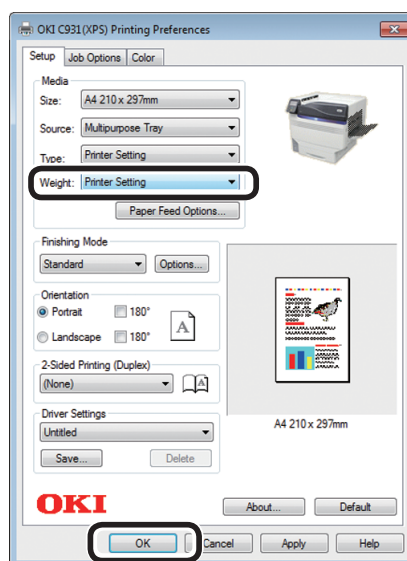 OKI C931(XPS) Printing Preferences
Setup Job Options Color
Media
Size: A4 210 x 297mm
Source: Multipurpose Tray
Type: Printer Setting
Weight: Printer Setting
Paper Feed Options...
Finishing Mode
Standard Options...
Orientation
Portrait 180°
Landscape 180°
A
2-Sided Printing (Duplex)
(None)
A
Driver Settings
Untitled
Save... Delete
A4 210 x 297mm
OKI
About... Default
OK Cancel Apply Help